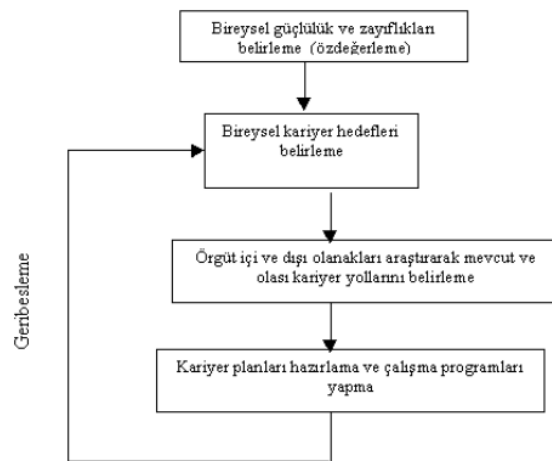 Bireysel güçlülük ve zayıflıkları
belirleme (özdeğerleme)
Bireysel kariyer hedefleri
belirleme
Örgüt içi ve dışı olanakları araştırarak mevcut ve
olası kariyer yollarını belirleme
Kariyer planları hazırlama ve çalışma programları
yapma
Geribesleme